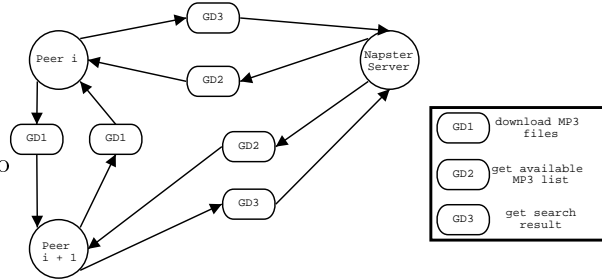 GD3
Peer i
Napster
Server
GD2
GD1
GD1
GD2
GD3
O
Peer
i + 1
GD1
download MP3
files
GD2
get available
MP3 list
GD3
get search
result